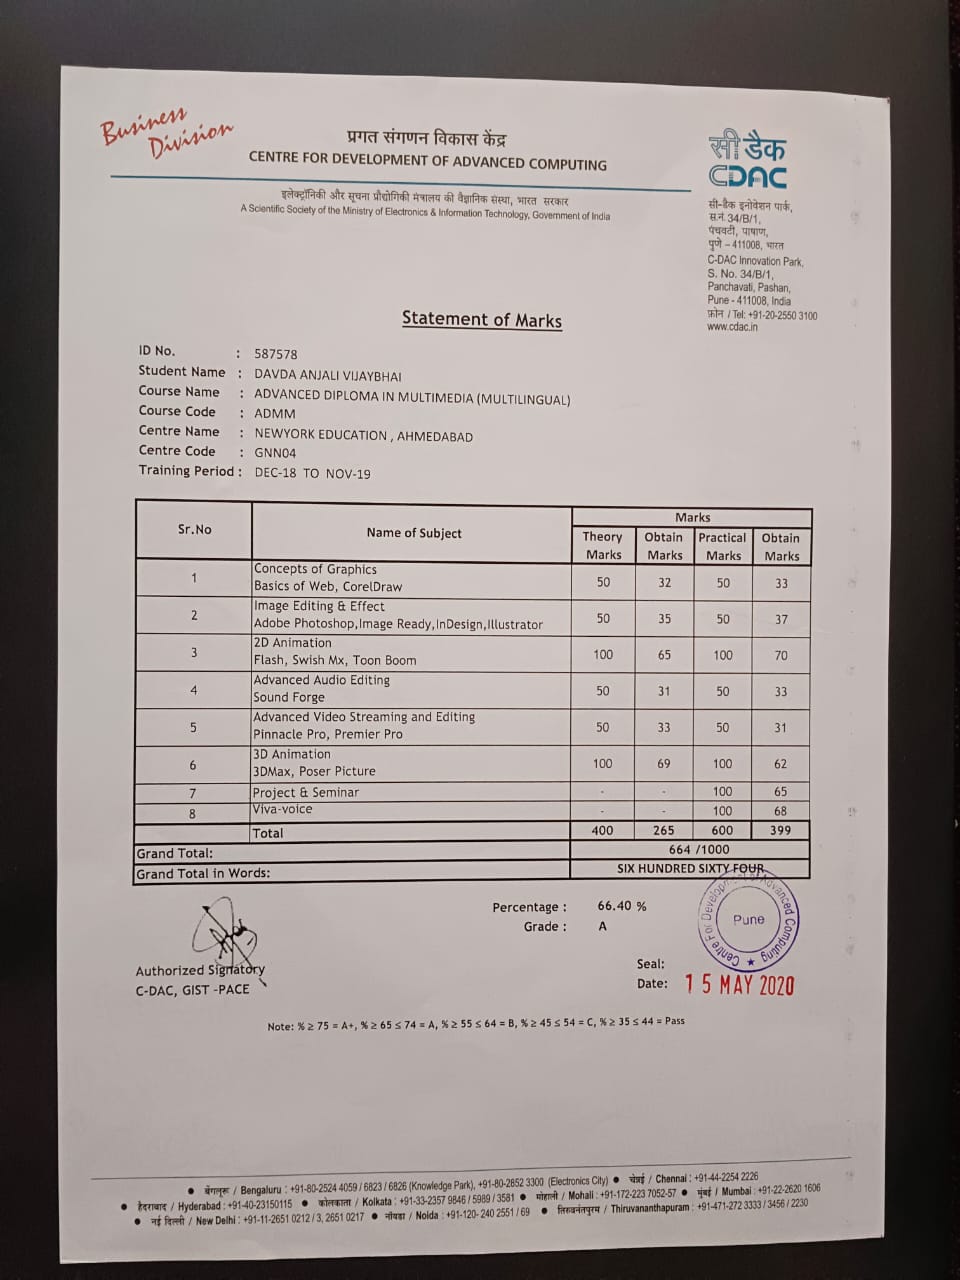 Business
Division
प्रगत संगणन विकास केंद्र
CENTRE FOR DEVELOPMENT OF ADVANCED COMPUTING
इलेक्ट्रॉनिकी और सूचना प्रौद्योगिकी मंत्रालय की वैज्ञानिक संस्था, भारत सरकार
A Scientific Society of the Ministry of Electronics & Information Technology, Government of India
सी डैक
CDAC
सी-डैक इनोवेशन पार्क,
स.नं. 34/B/1,
पंचवटी, पाषाण,
पुणे – 411008, भारत
C-DAC Innovation Park,
S. No. 34/B/1,
Panchavati, Pashan,
Pune - 411008, India
फ़ोन / Tel: +91-20-2550 3100
www.cdac.in
Statement of Marks
ID No. : 587578
Student Name : DAVDA ANJALI VIJAYBHAI
Course Name : ADVANCED DIPLOMA IN MULTIMEDIA (MULTILINGUAL)
Course Code : ADMM
Centre Name : NEWYORK EDUCATION , AHMEDABAD
Centre Code : GNN04
Training Period : DEC-18 TO NOV-19
Sr.No Name of Subject Marks
Theory Marks Obtain Marks Practical Marks Obtain Marks
1 Concepts of Graphics
Basics of Web, CorelDraw 50 32 50 33
2 Image Editing & Effect
Adobe Photoshop,Image Ready,InDesign,Illustrator 50 35 50 37
3 2D Animation
Flash, Swish Mx, Toon Boom 100 65 100 70
4 Advanced Audio Editing
Sound Forge 50 31 50 33
5 Advanced Video Streaming and Editing
Pinnacle Pro, Premier Pro 50 33 50 31
6 3D Animation
3DMax, Poser Picture 100 69 100 62
7 Project & Seminar - - 100 65
8 Viva-voice - - 100 68
Total 400 265 600 399
Grand Total: 664 /1000
Grand Total in Words: SIX HUNDRED SIXTY FOUR
Percentage : 66.40 %
Grade : A
Centre For Development of Advanced Computing ★
Pune
Authorized Signatory
C-DAC, GIST -PACE
Seal:
Date: 15 MAY 2020
Note: % ≥ 75 = A+, % ≥ 65 ≤ 74 = A, % ≥ 55 ≤ 64 = B, % ≥ 45 ≤ 54 = C, % ≥ 35 ≤ 44 = Pass
● बेंगलूरू / Bengaluru : +91-80-2524 4059 / 6823 / 6826 (Knowledge Park), +91-80-2852 3300 (Electronics City) ● चेन्नई / Chennai : +91-44-2254 2226
● हैदराबाद / Hyderabad : +91-40-23150115 ● कोलकाता / Kolkata : +91-33-2357 9846 / 5989 / 3581 ● मोहाली / Mohali : +91-172-223 7052-57 ● मुंबई / Mumbai : +91-22-2620 1606
● नई दिल्ली / New Delhi : +91-11-2651 0212 / 3, 2651 0217 ● नौएडा / Noida : +91-120- 240 2551 / 69 ● तिरुवनंतपुरम / Thiruvananthapuram : +91-471-272 3333 / 3456 / 2230